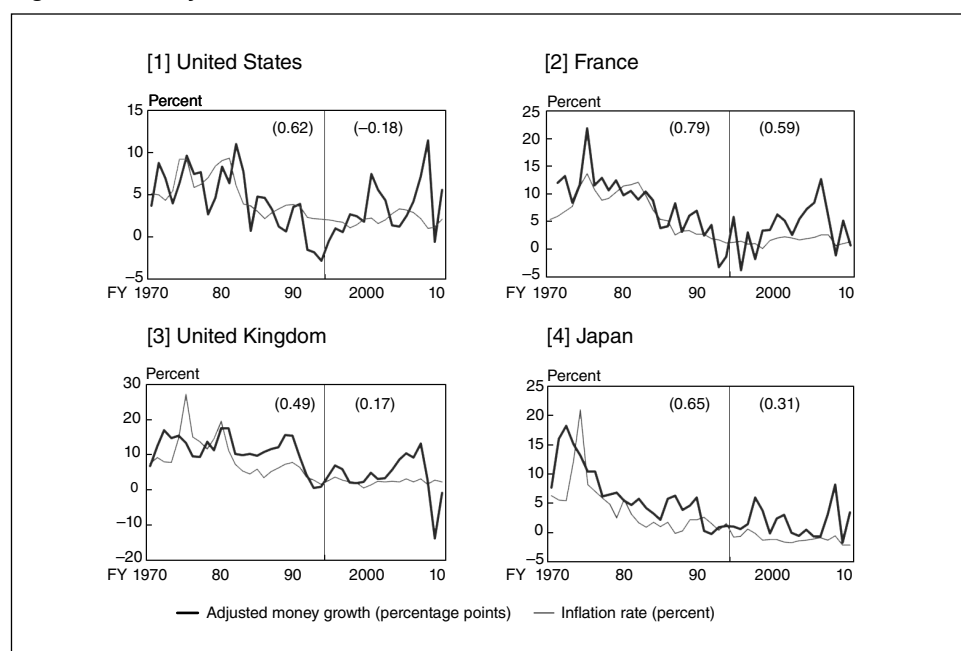 [1] United States
Percent
15
10
5
0
−5
(0.62)
(−0.18)
FY 1970 80 90 2000 10
[2] France
Percent
25
20
15
10
5
0
−5
(0.79)
(0.59)
FY 1970 80 90 2000 10
[3] United Kingdom
Percent
30
20
10
0
−10
−20
(0.49)
(0.17)
FY 1970 80 90 2000 10
[4] Japan
Percent
25
20
15
10
5
0
−5
(0.65)
(0.31)
FY 1970 80 90 2000 10
Adjusted money growth (percentage points) Inflation rate (percent)